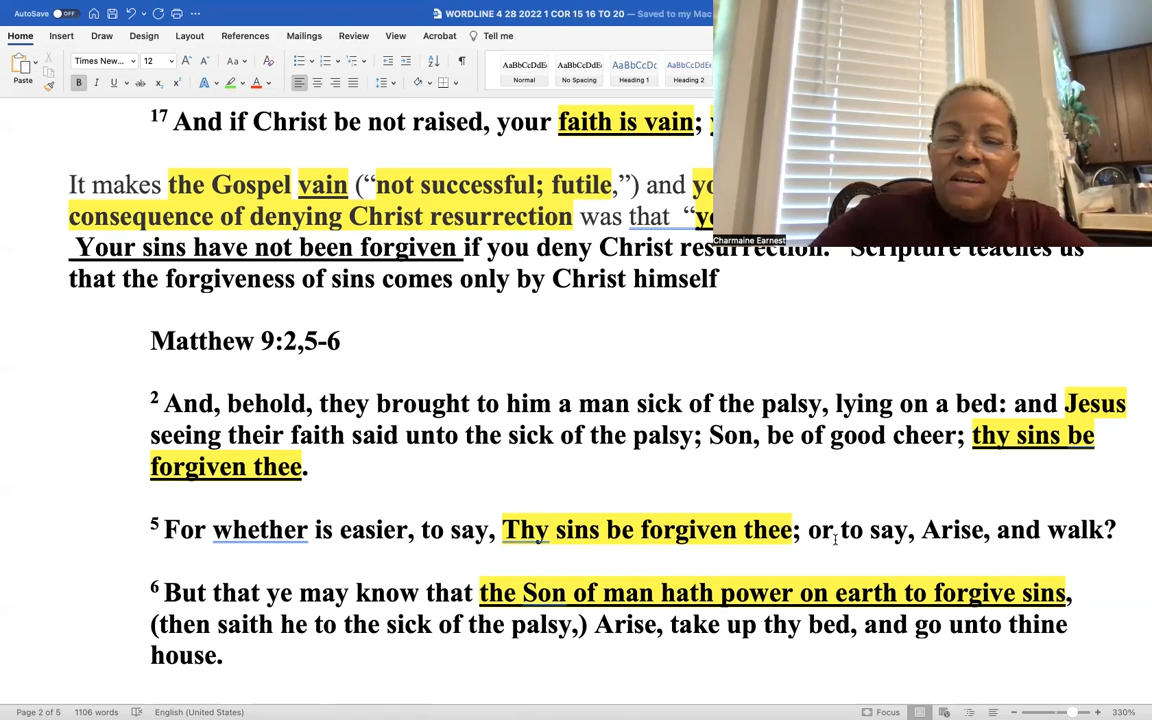 AutoSave OFF
WORDLINE 4 28 2022 1 COR 15 16 TO 20 — Saved to my Mac
Home Insert Draw Design Layout References Mailings Review View Acrobat Tell me
Paste
Times New... 12
Aa
AaBbCcDdE AaBbCcDdE AaBbCcDc AaBbCcDdE
Normal No Spacing Heading 1 Heading 2
17 And if Christ be not raised, your faith is vain;
It makes the Gospel vain (“not successful; futile,”) and
consequence of denying Christ resurrection was that “
Your sins have not been forgiven if you deny Christ resurrection. Scripture teaches us
that the forgiveness of sins comes only by Christ himself
Charmaine Earnest
Matthew 9:2,5-6
2 And, behold, they brought to him a man sick of the palsy, lying on a bed: and Jesus
seeing their faith said unto the sick of the palsy; Son, be of good cheer; thy sins be
forgiven thee.
5 For whether is easier, to say, Thy sins be forgiven thee; or to say, Arise, and walk?
6 But that ye may know that the Son of man hath power on earth to forgive sins,
(then saith he to the sick of the palsy,) Arise, take up thy bed, and go unto thine
house.
Page 2 of 5 1106 words English (United States) Focus 330%